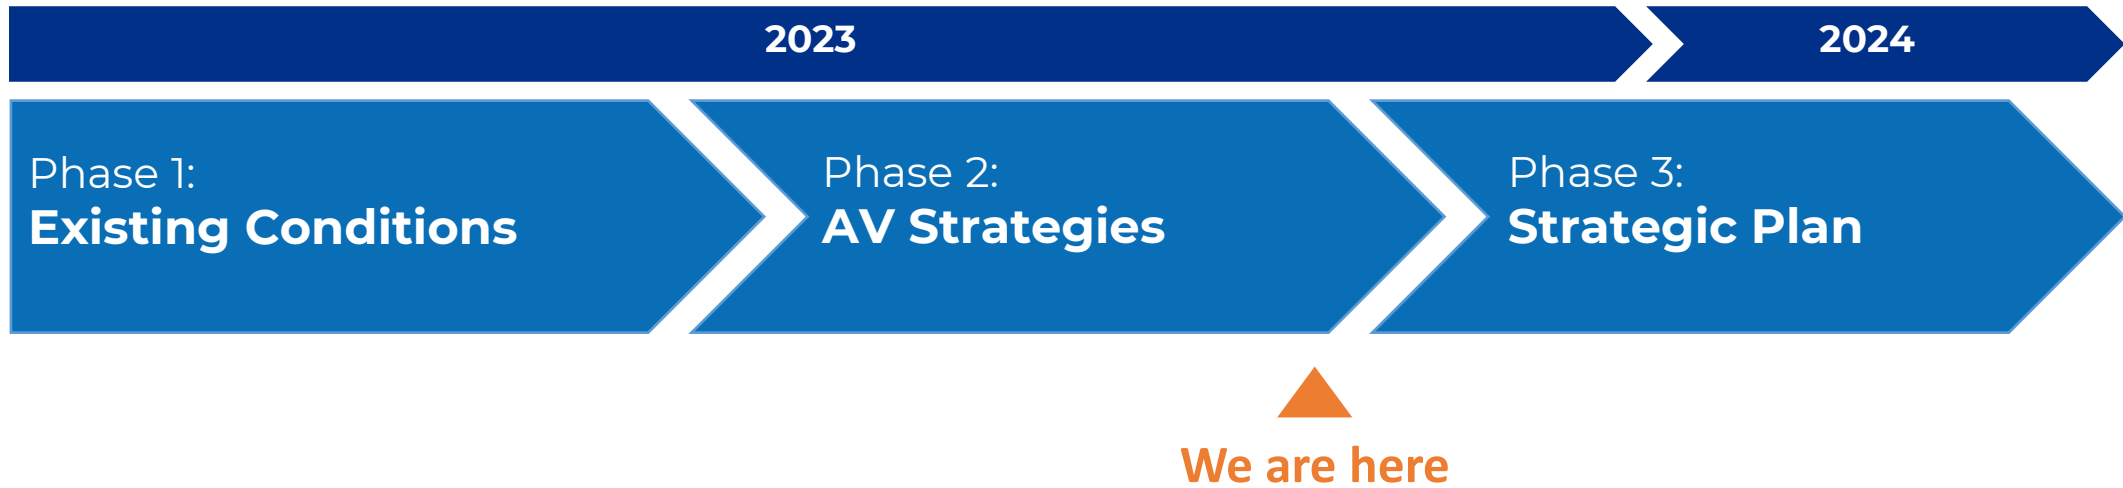 2023
2024
Phase 1:
Existing Conditions
Phase 2:
AV Strategies
Phase 3:
Strategic Plan
We are here